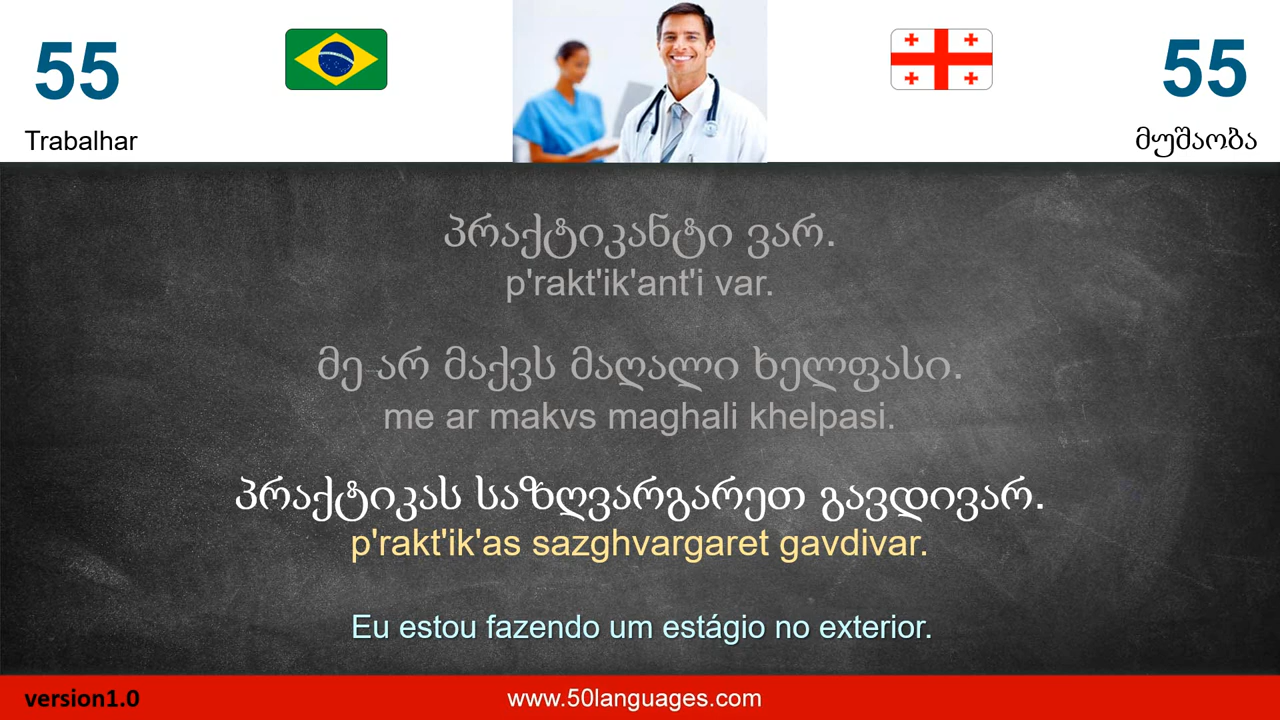 55
55
Trabalhar
მუშაობა
პრაქტიკანტი ვარ.
p'rakt'ik'ant'i var.
მე არ მაქვს მაღალი ხელფასი.
me ar makvs maghali khelpasi.
პრაქტიკას საზღვარგარეთ გავდივარ.
p'rakt'ik'as sazghvargaret gavdivar.
Eu estou fazendo um estágio no exterior.
version1.0
www.50languages.com